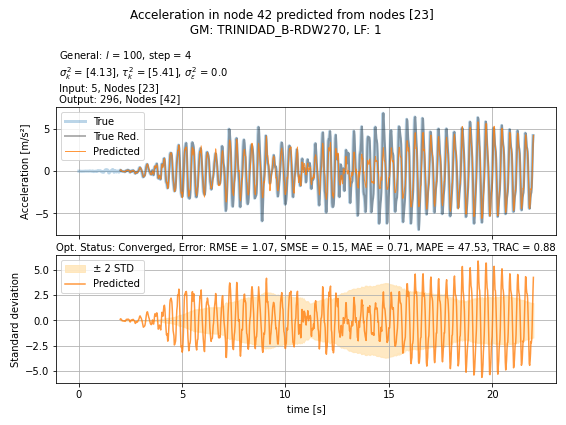 Acceleration in node 42 predicted from nodes [23]
GM: TRINIDAD_B-RDW270, LF: 1
General: l = 100, step = 4
σ_k² = [4.13], τ_k² = [5.41], σ_ε² = 0.0
Input: 5, Nodes [23]
Output: 296, Nodes [42]
True
True Red.
Predicted
5
0
−5
Acceleration [m/s²]
Opt. Status: Converged, Error: RMSE = 1.07, SMSE = 0.15, MAE = 0.71, MAPE = 47.53, TRAC = 0.88
± 2 STD
Predicted
5.0
2.5
0.0
−2.5
−5.0
Standard deviation
0 5 10 15 20
time [s]